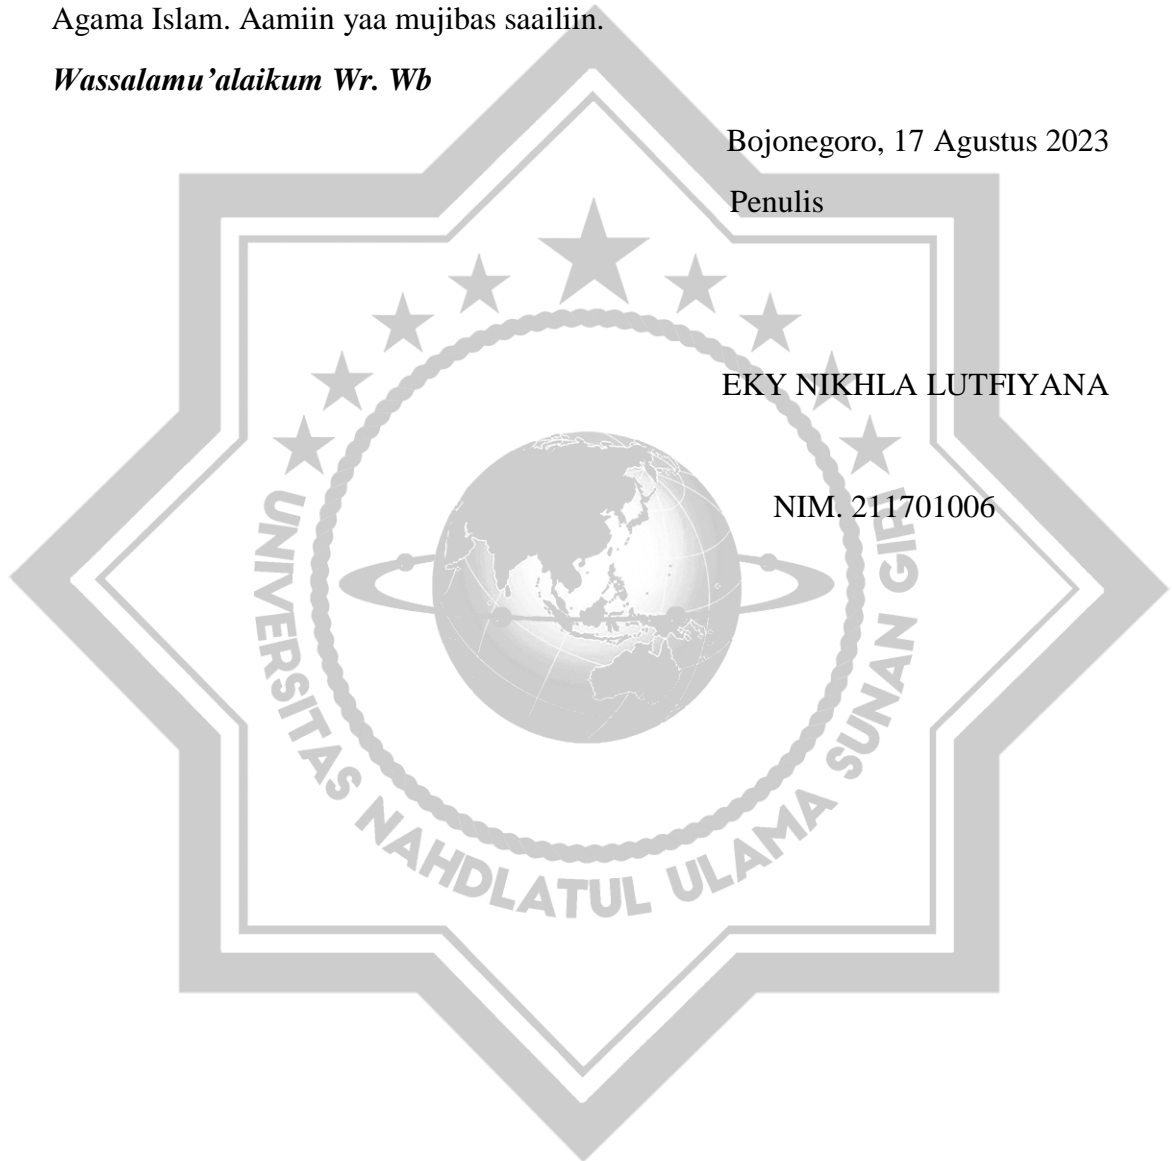 Agama Islam. Aamiin yaa mujibas saailiin.
Wassalamu’alaikum Wr. Wb
Bojonegoro, 17 Agustus 2023
Penulis
EKY NIKHLA LUTFIYANA
NIM. 211701006
UNIVERSITAS NAHDLATUL ULAMA SUNAN GIRI